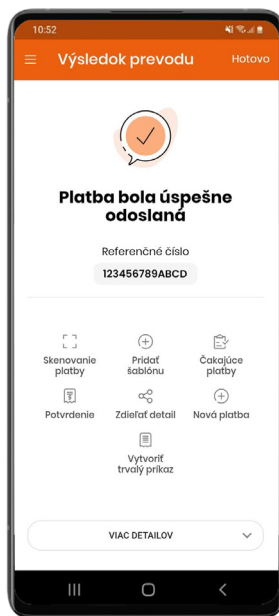 10:52
Výsledok prevodu
Hotovo
Platba bola úspešne
odoslaná
Referenčné číslo
123456789ABCD
Skenovanie
platby
Pridať
šablónu
Čakajúce
platby
Potvrdenie
Zdieľať detail
Nová platba
Vytvoriť
trvalý príkaz
VIAC DETAILOV